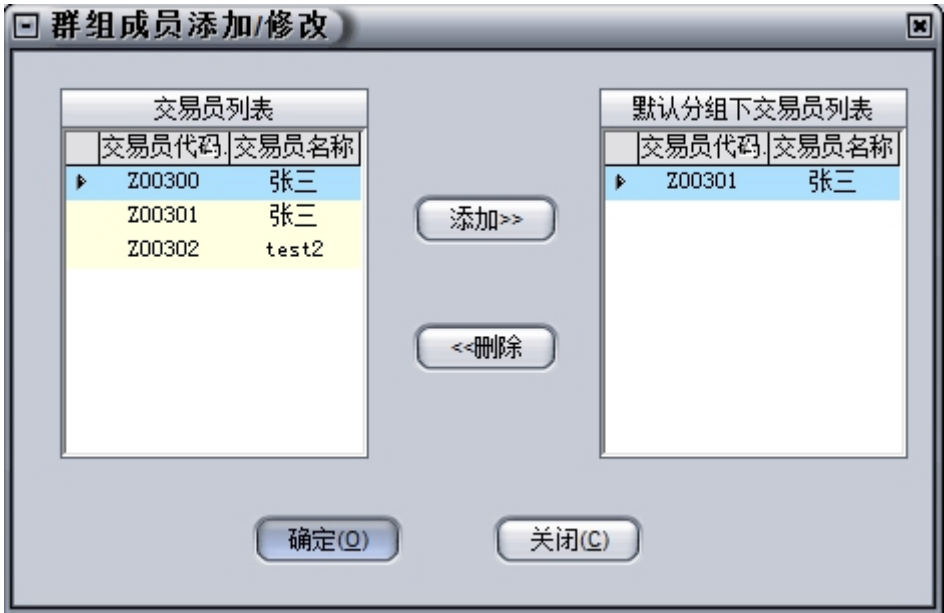 群组成员添加/修改
交易员列表
默认分组下交易员列表
交易员代码. 交易员名称
交易员代码. 交易员名称
Z00300 张三
Z00301 张三
Z00301 张三
Z00302 test2
添加>>
<<删除
确定(O)
关闭(C)